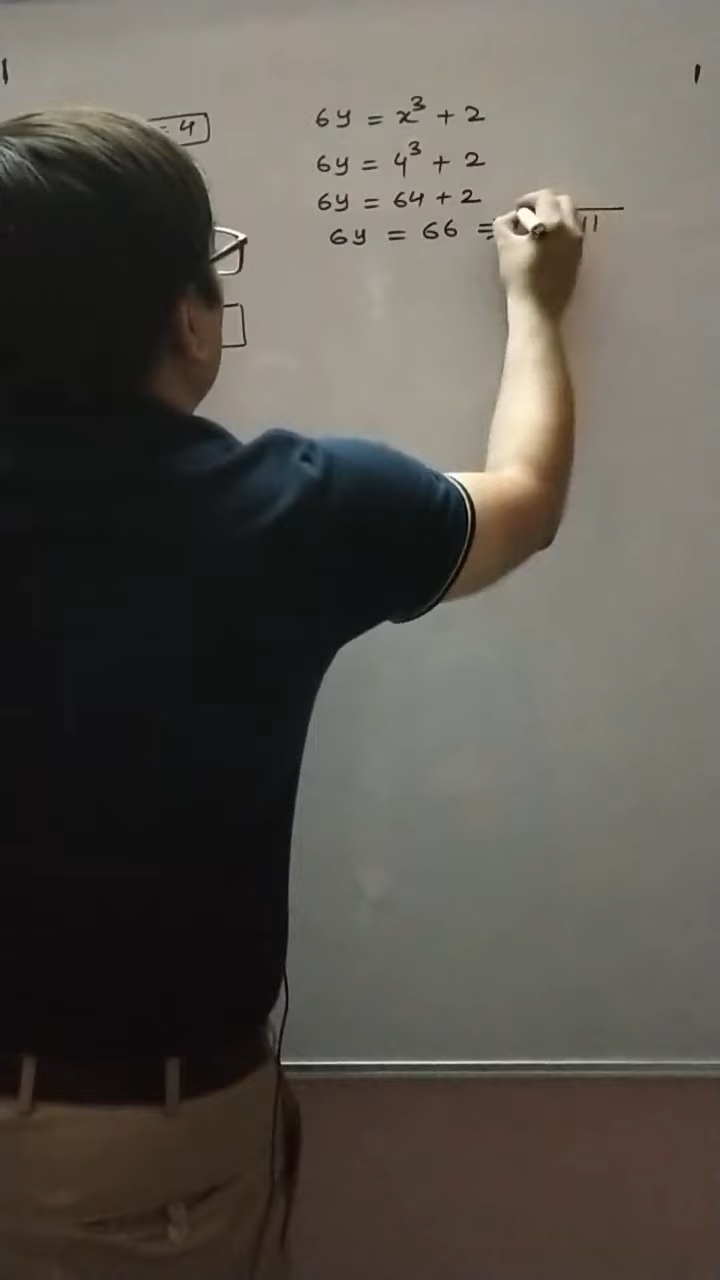 = 4
6y = x³ + 2
6y = 4³ + 2
6y = 64 + 2
6y = 66 = 11